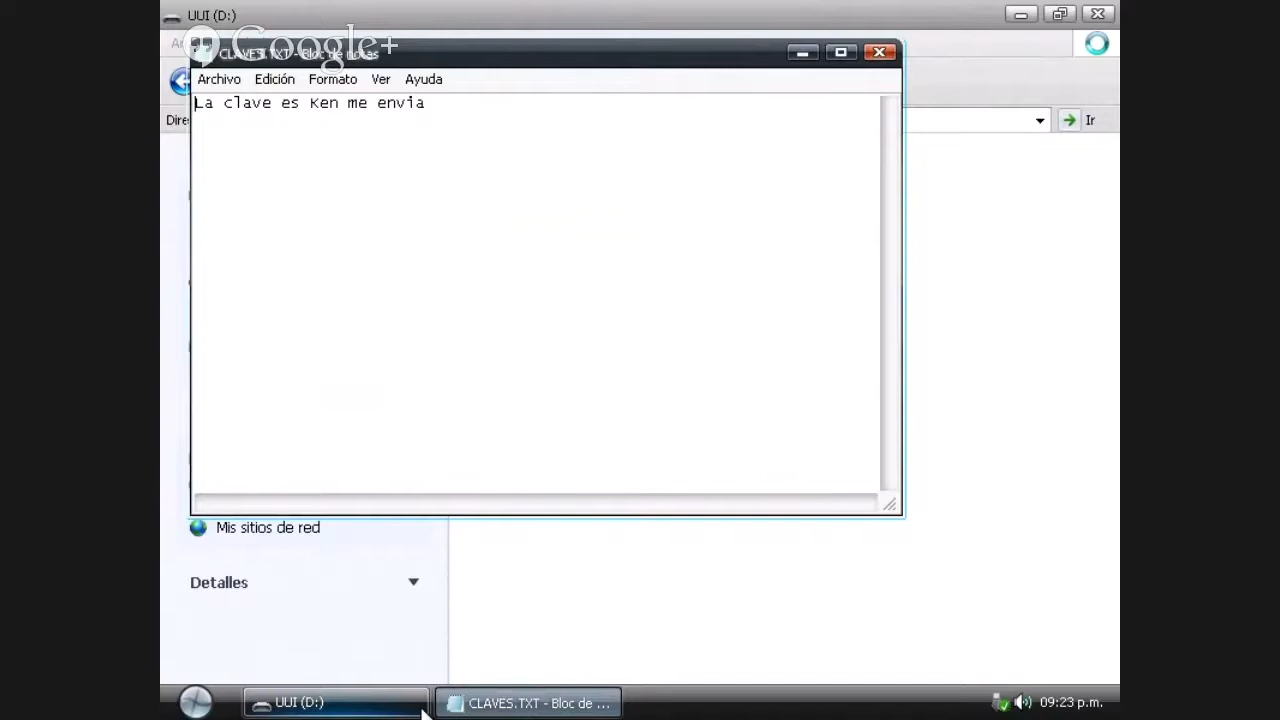 UUI (D:)
Google+
CLAVES.TXT - Bloc de notas
Archivo Edición Formato Ver Ayuda
La clave es Ken me envia
Ir
Mis sitios de red
Detalles
UUI (D:)
CLAVES.TXT - Bloc de ...
09:23 p.m.